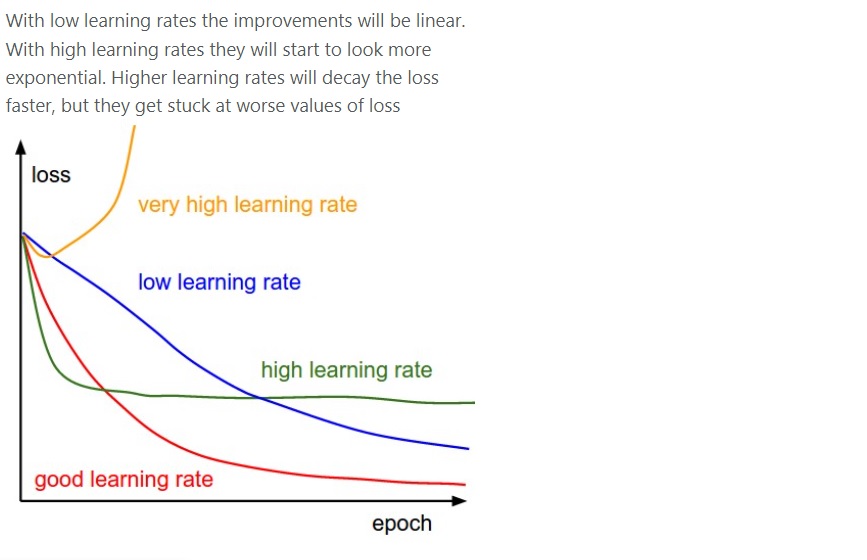 With low learning rates the improvements will be linear.
With high learning rates they will start to look more
exponential. Higher learning rates will decay the loss
faster, but they get stuck at worse values of loss
loss
very high learning rate
low learning rate
high learning rate
good learning rate
epoch